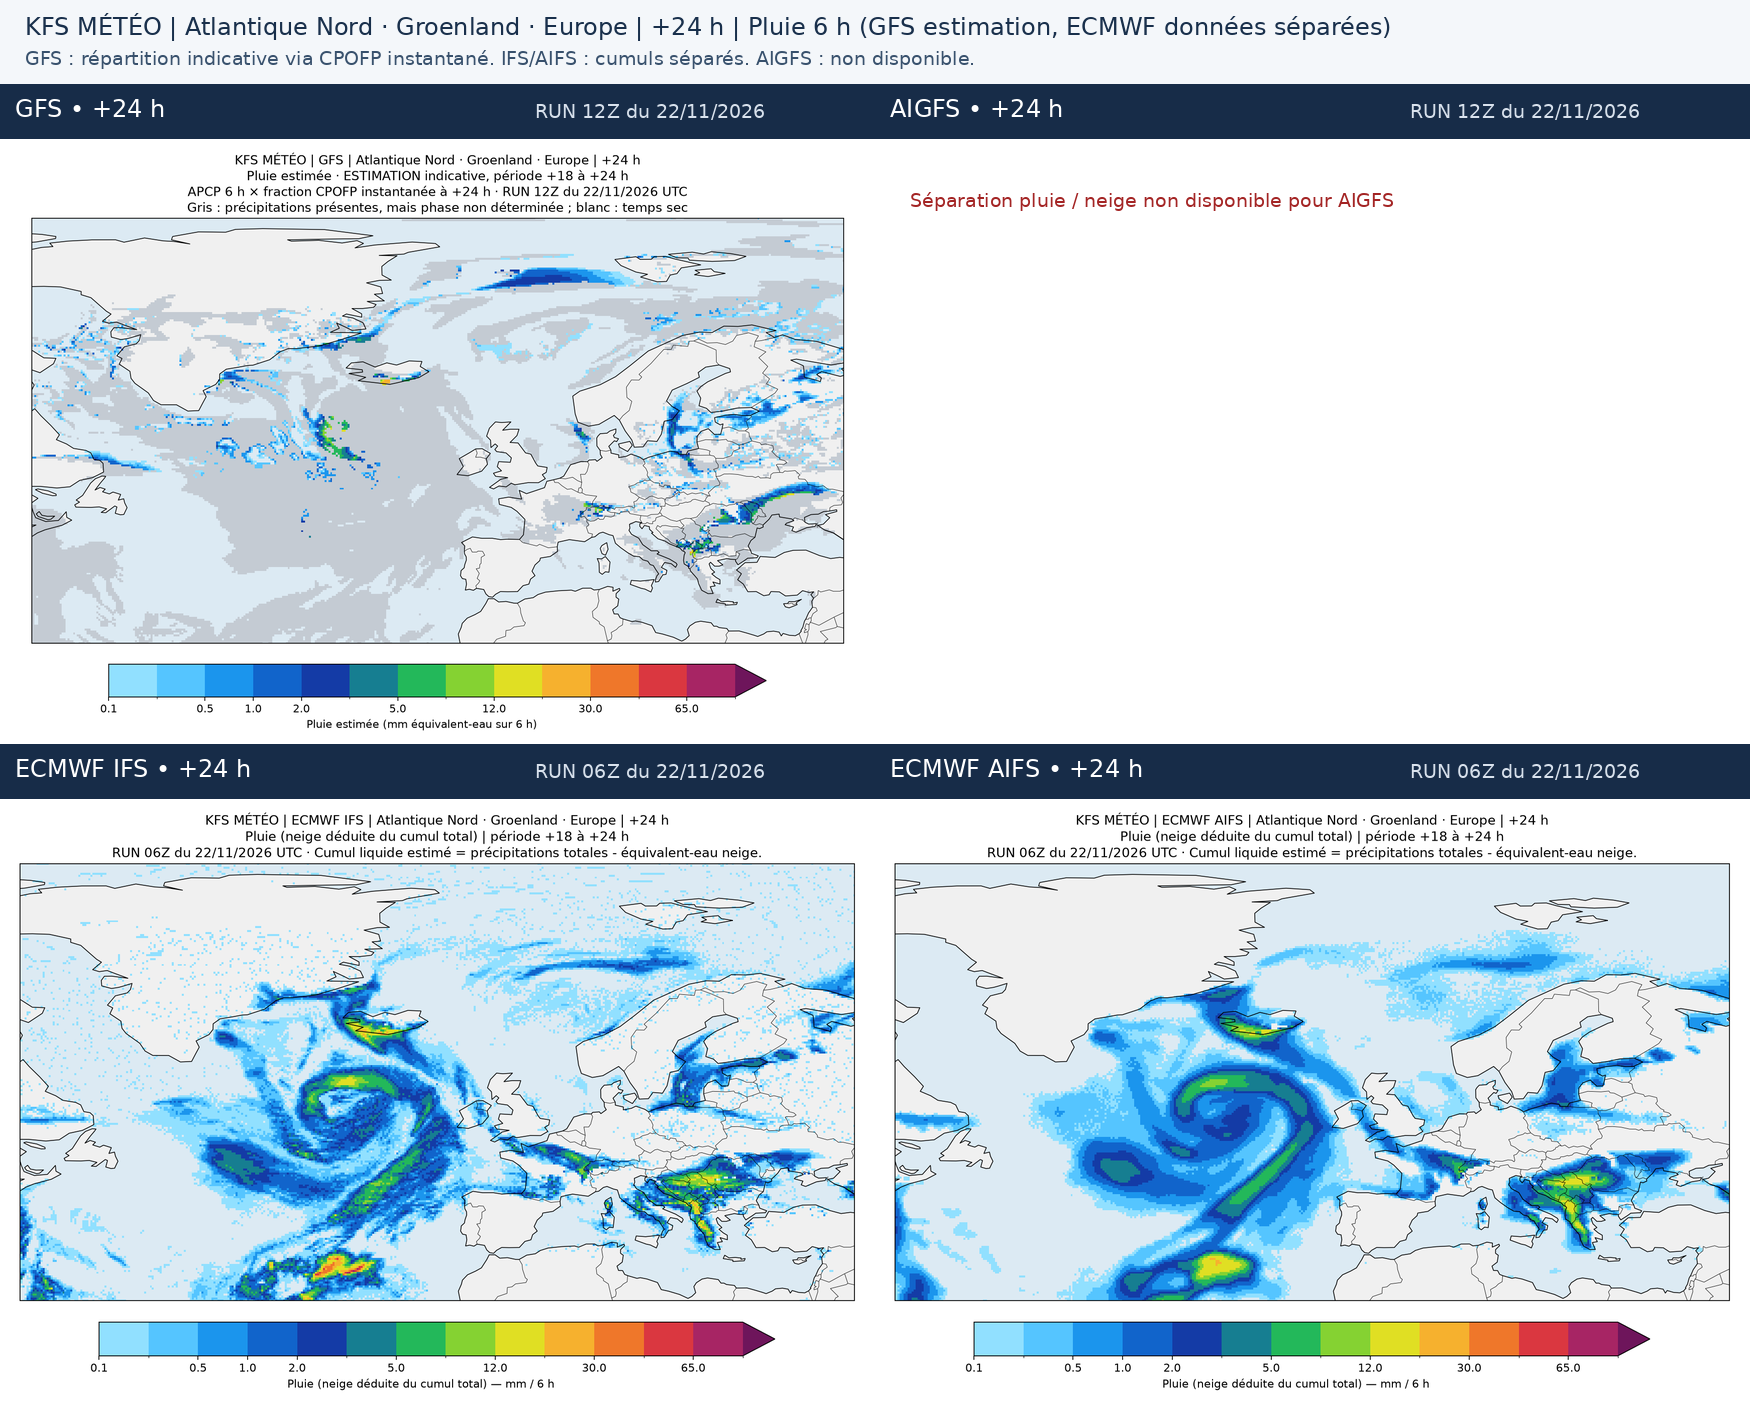 KFS MÉTÉO | Atlantique Nord · Groenland · Europe | +24 h | Pluie 6 h (GFS estimation, ECMWF données séparées)
GFS : répartition indicative via CPOFP instantané. IFS/AIFS : cumuls séparés. AIGFS : non disponible.
GFS • +24 h
RUN 12Z du 22/11/2026
KFS MÉTÉO | GFS | Atlantique Nord · Groenland · Europe | +24 h
Pluie estimée · ESTIMATION indicative, période +18 à +24 h
APCP 6 h × fraction CPOFP instantanée à +24 h · RUN 12Z du 22/11/2026 UTC
Gris : précipitations présentes, mais phase non déterminée ; blanc : temps sec
0.1 0.5 1.0 2.0 5.0 12.0 30.0 65.0
Pluie estimée (mm équivalent-eau sur 6 h)
AIGFS • +24 h
RUN 12Z du 22/11/2026
Séparation pluie / neige non disponible pour AIGFS
ECMWF IFS • +24 h
RUN 06Z du 22/11/2026
KFS MÉTÉO | ECMWF IFS | Atlantique Nord · Groenland · Europe | +24 h
Pluie (neige déduite du cumul total) | période +18 à +24 h
RUN 06Z du 22/11/2026 UTC · Cumul liquide estimé = précipitations totales - équivalent-eau neige.
0.1 0.5 1.0 2.0 5.0 12.0 30.0 65.0
Pluie (neige déduite du cumul total) — mm / 6 h
ECMWF AIFS • +24 h
RUN 06Z du 22/11/2026
KFS MÉTÉO | ECMWF AIFS | Atlantique Nord · Groenland · Europe | +24 h
Pluie (neige déduite du cumul total) | période +18 à +24 h
RUN 06Z du 22/11/2026 UTC · Cumul liquide estimé = précipitations totales - équivalent-eau neige.
0.1 0.5 1.0 2.0 5.0 12.0 30.0 65.0
Pluie (neige déduite du cumul total) — mm / 6 h